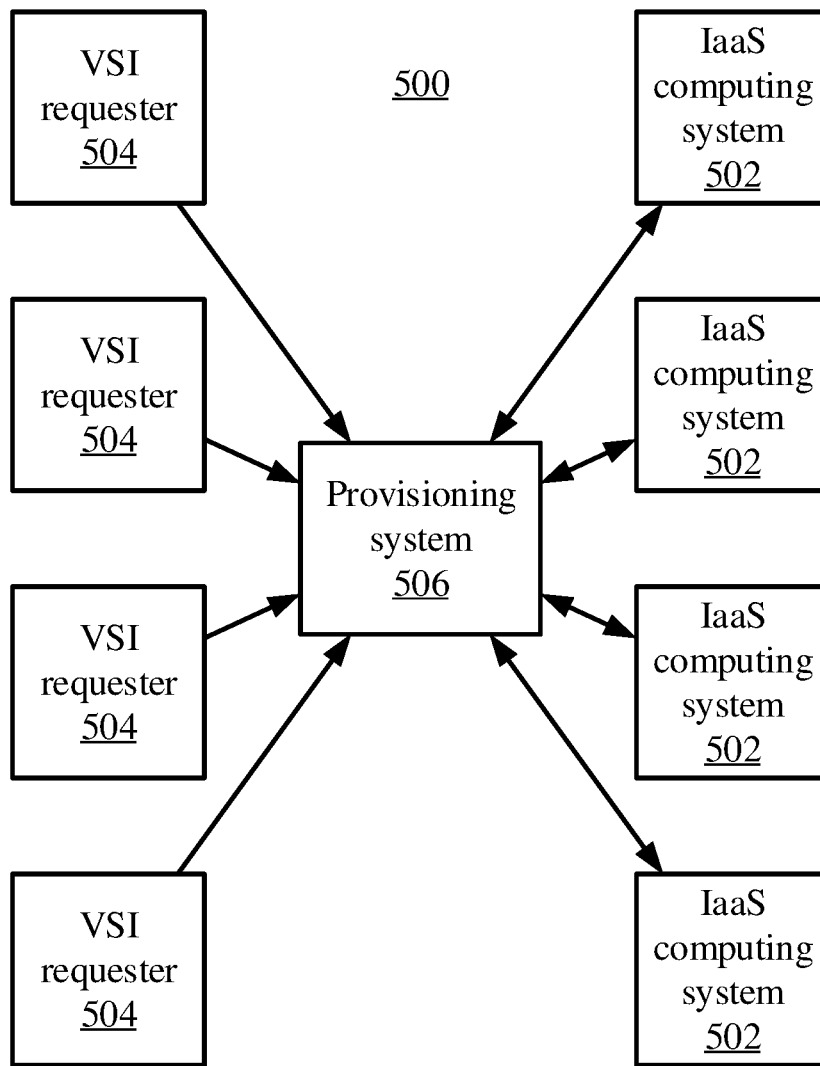 VSI
requester
504
500
IaaS
computing
system
502
VSI
requester
504
IaaS
computing
system
502
Provisioning
system
506
VSI
requester
504
IaaS
computing
system
502
VSI
requester
504
IaaS
computing
system
502